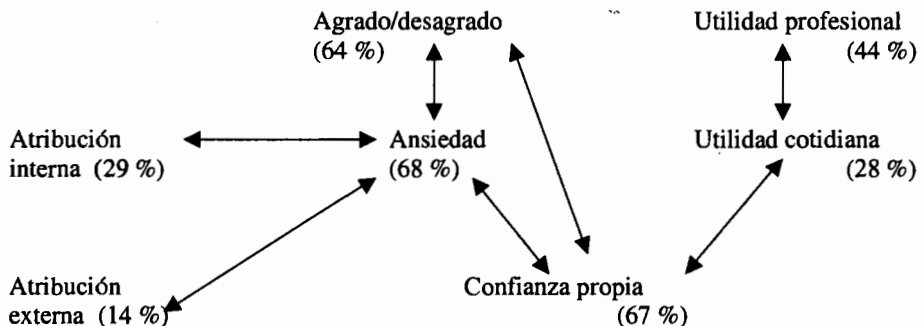 Agrado/desagrado
(64 %)
Utilidad profesional
(44 %)
Atribución
interna (29 %)
Ansiedad
(68 %)
Utilidad cotidiana
(28 %)
Atribución
externa (14 %)
Confianza propia
(67 %)